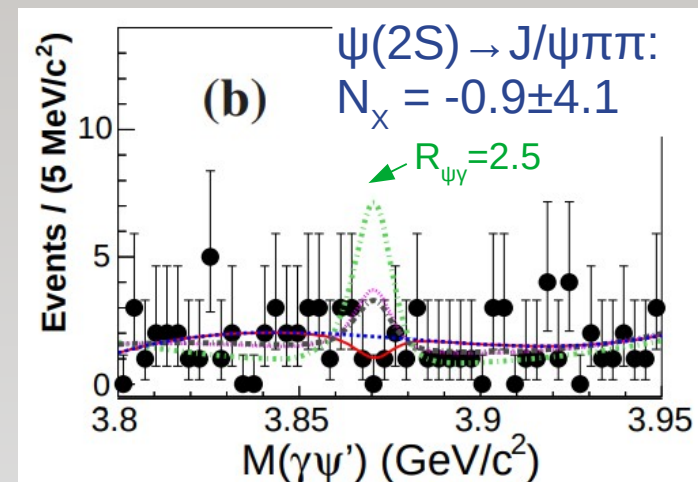 ψ(2S)→J/ψππ:
(b) N_X = -0.9±4.1
R_ψγ=2.5
Events / (5 MeV/c²)
10
5
0
3.8 3.85 3.9 3.95
M(γψ') (GeV/c²)